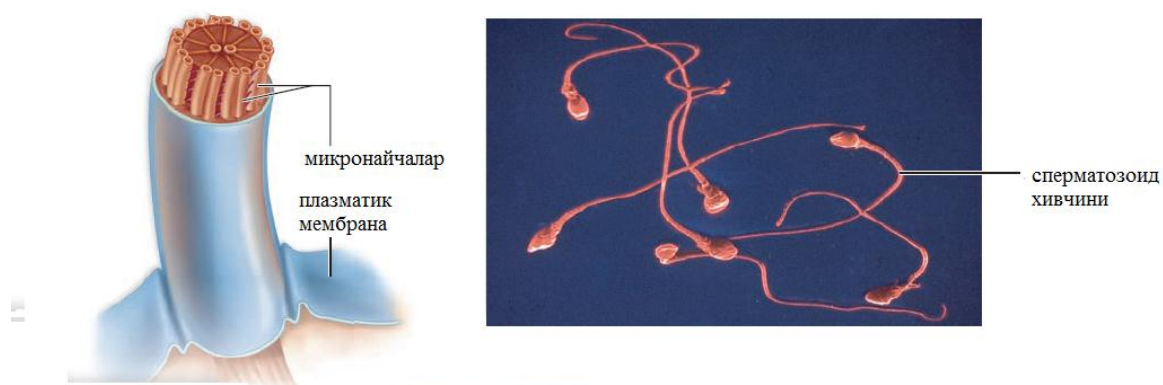 микронайчалар
плазматик
мембрана
сперматозоид
хивчини